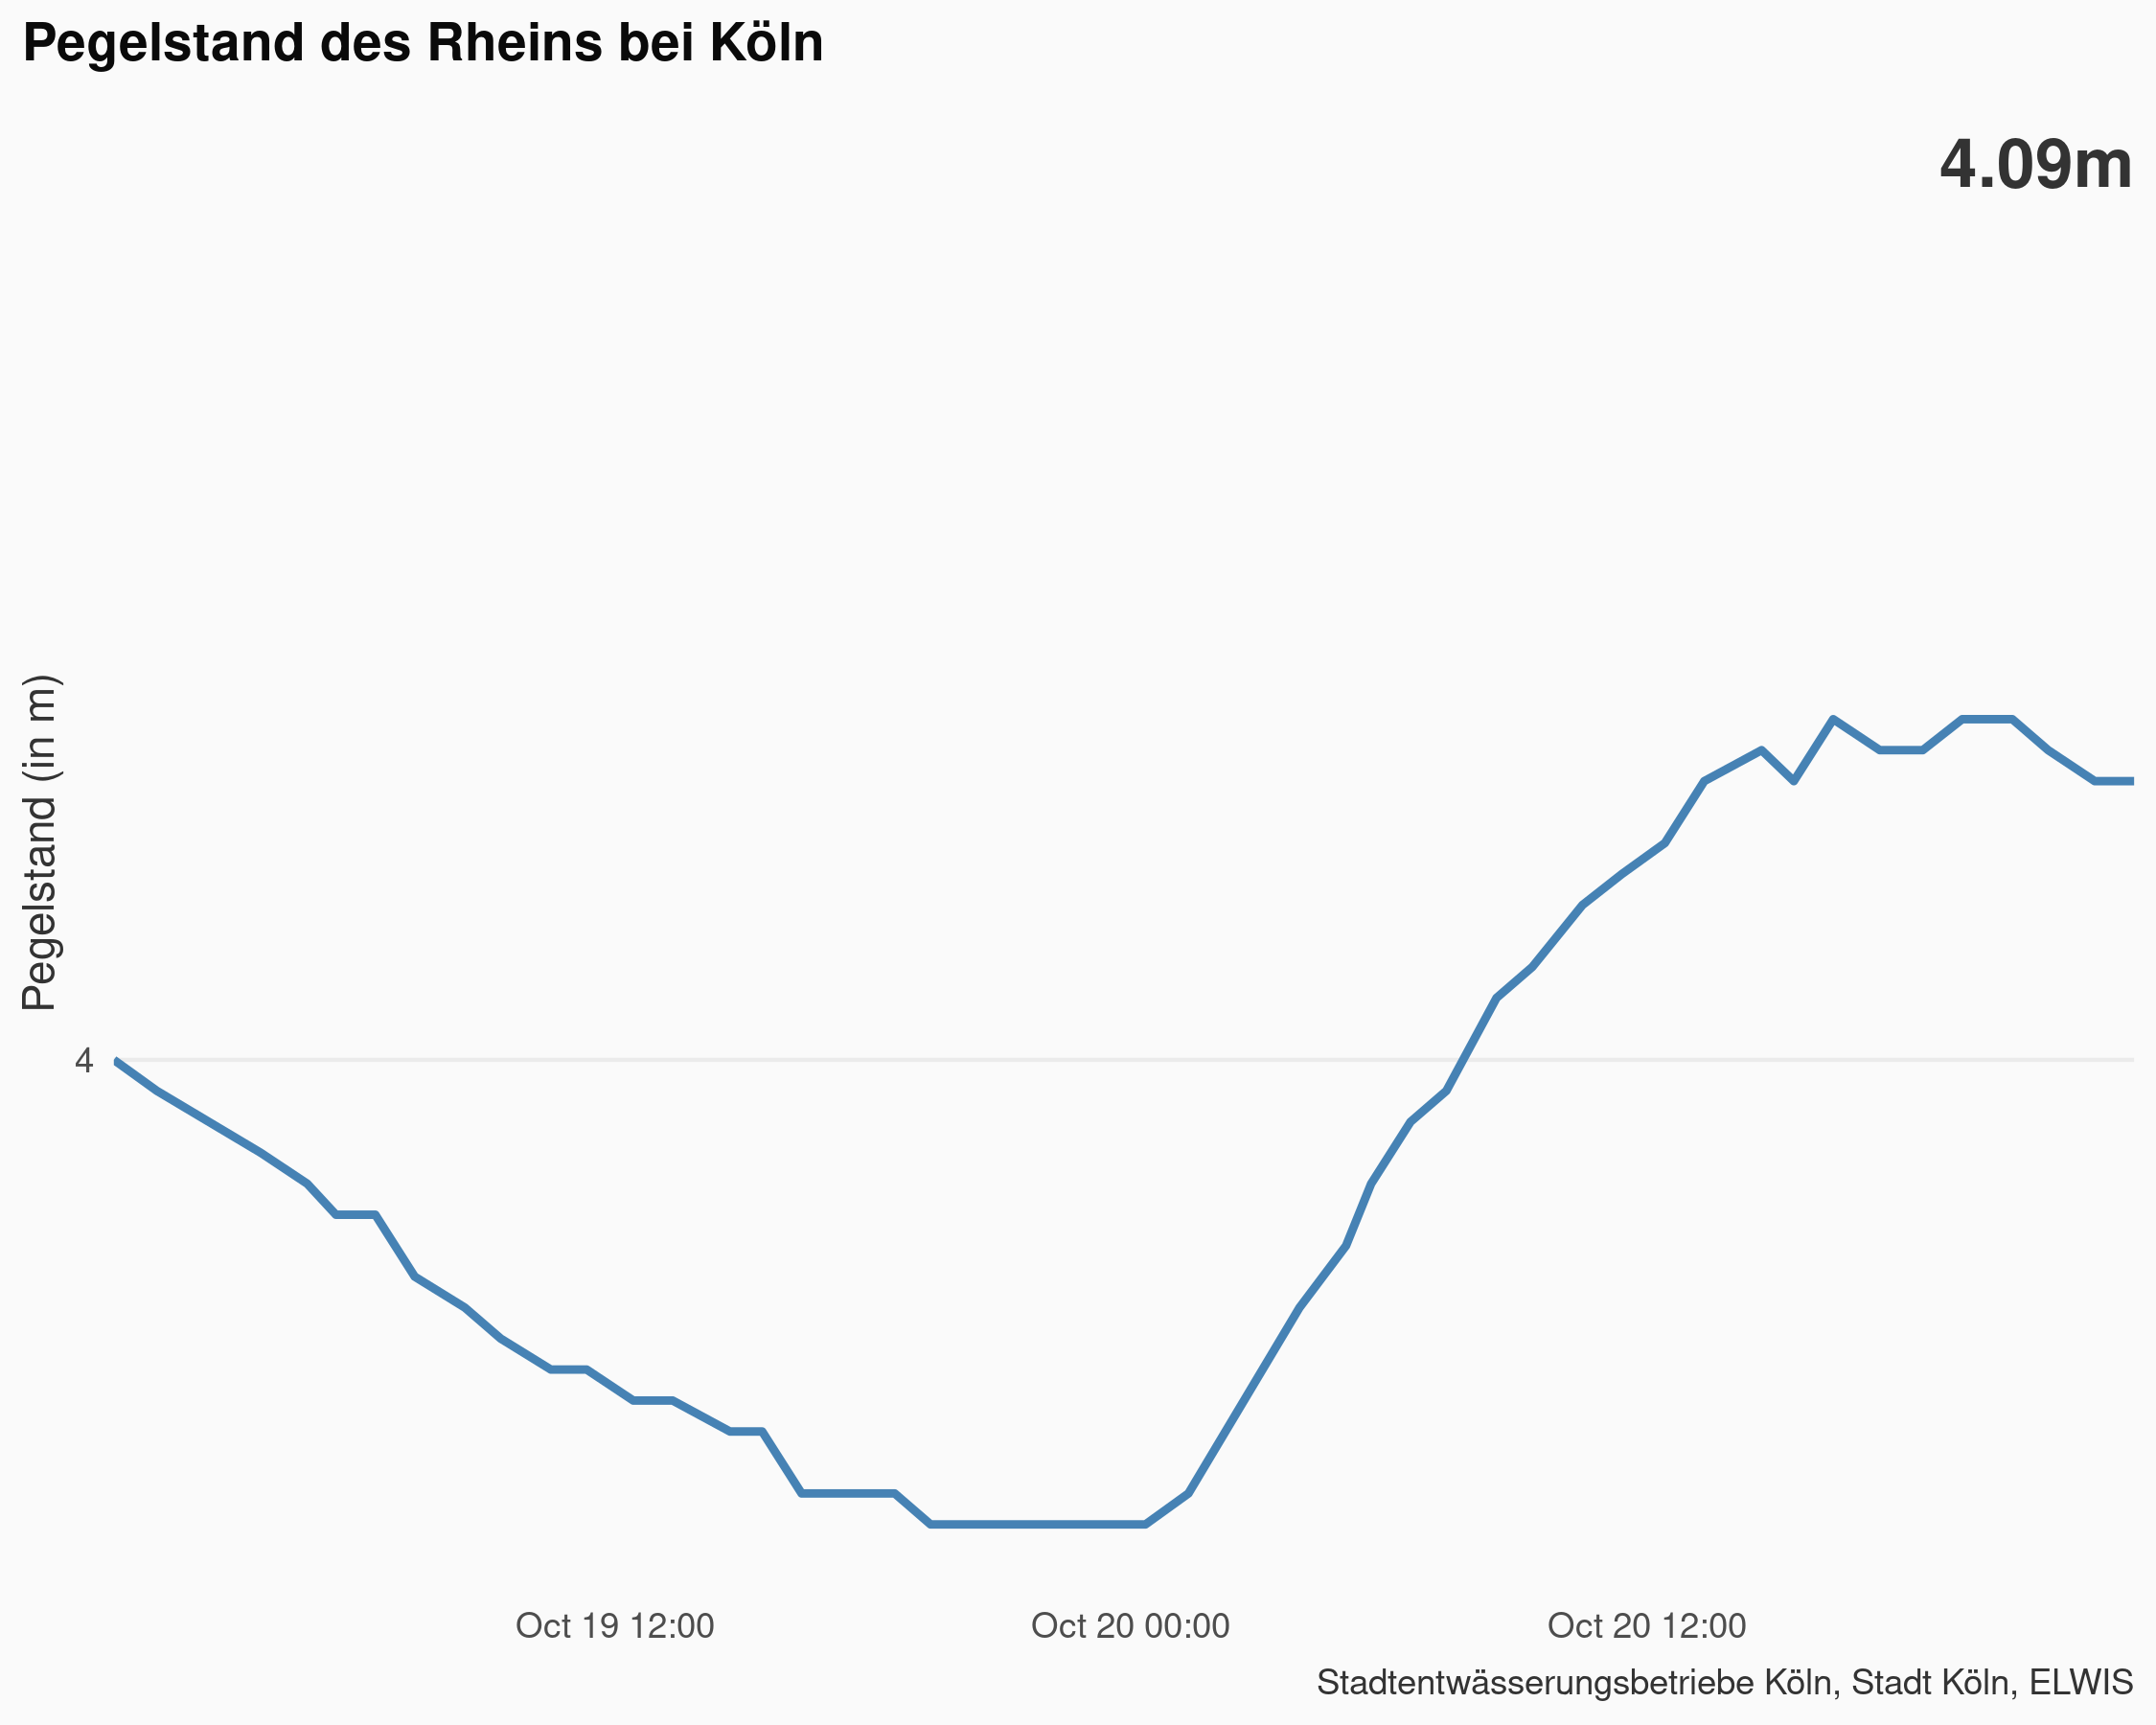 Pegelstand des Rheins bei Köln
4.09m
Pegelstand (in m)
4
Oct 19 12:00
Oct 20 00:00
Oct 20 12:00
Stadtentwässerungsbetriebe Köln, Stadt Köln, ELWIS